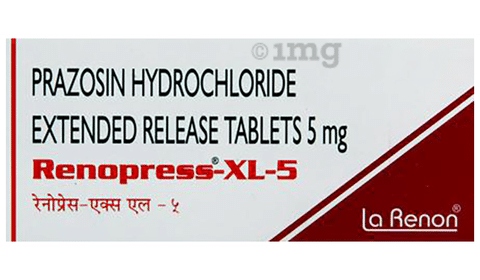 ©1mg
PRAZOSIN HYDROCHLORIDE
EXTENDED RELEASE TABLETS 5 mg
Renopress®-XL-5
रेनोप्रेस-एक्स एल - ५
La Renon®